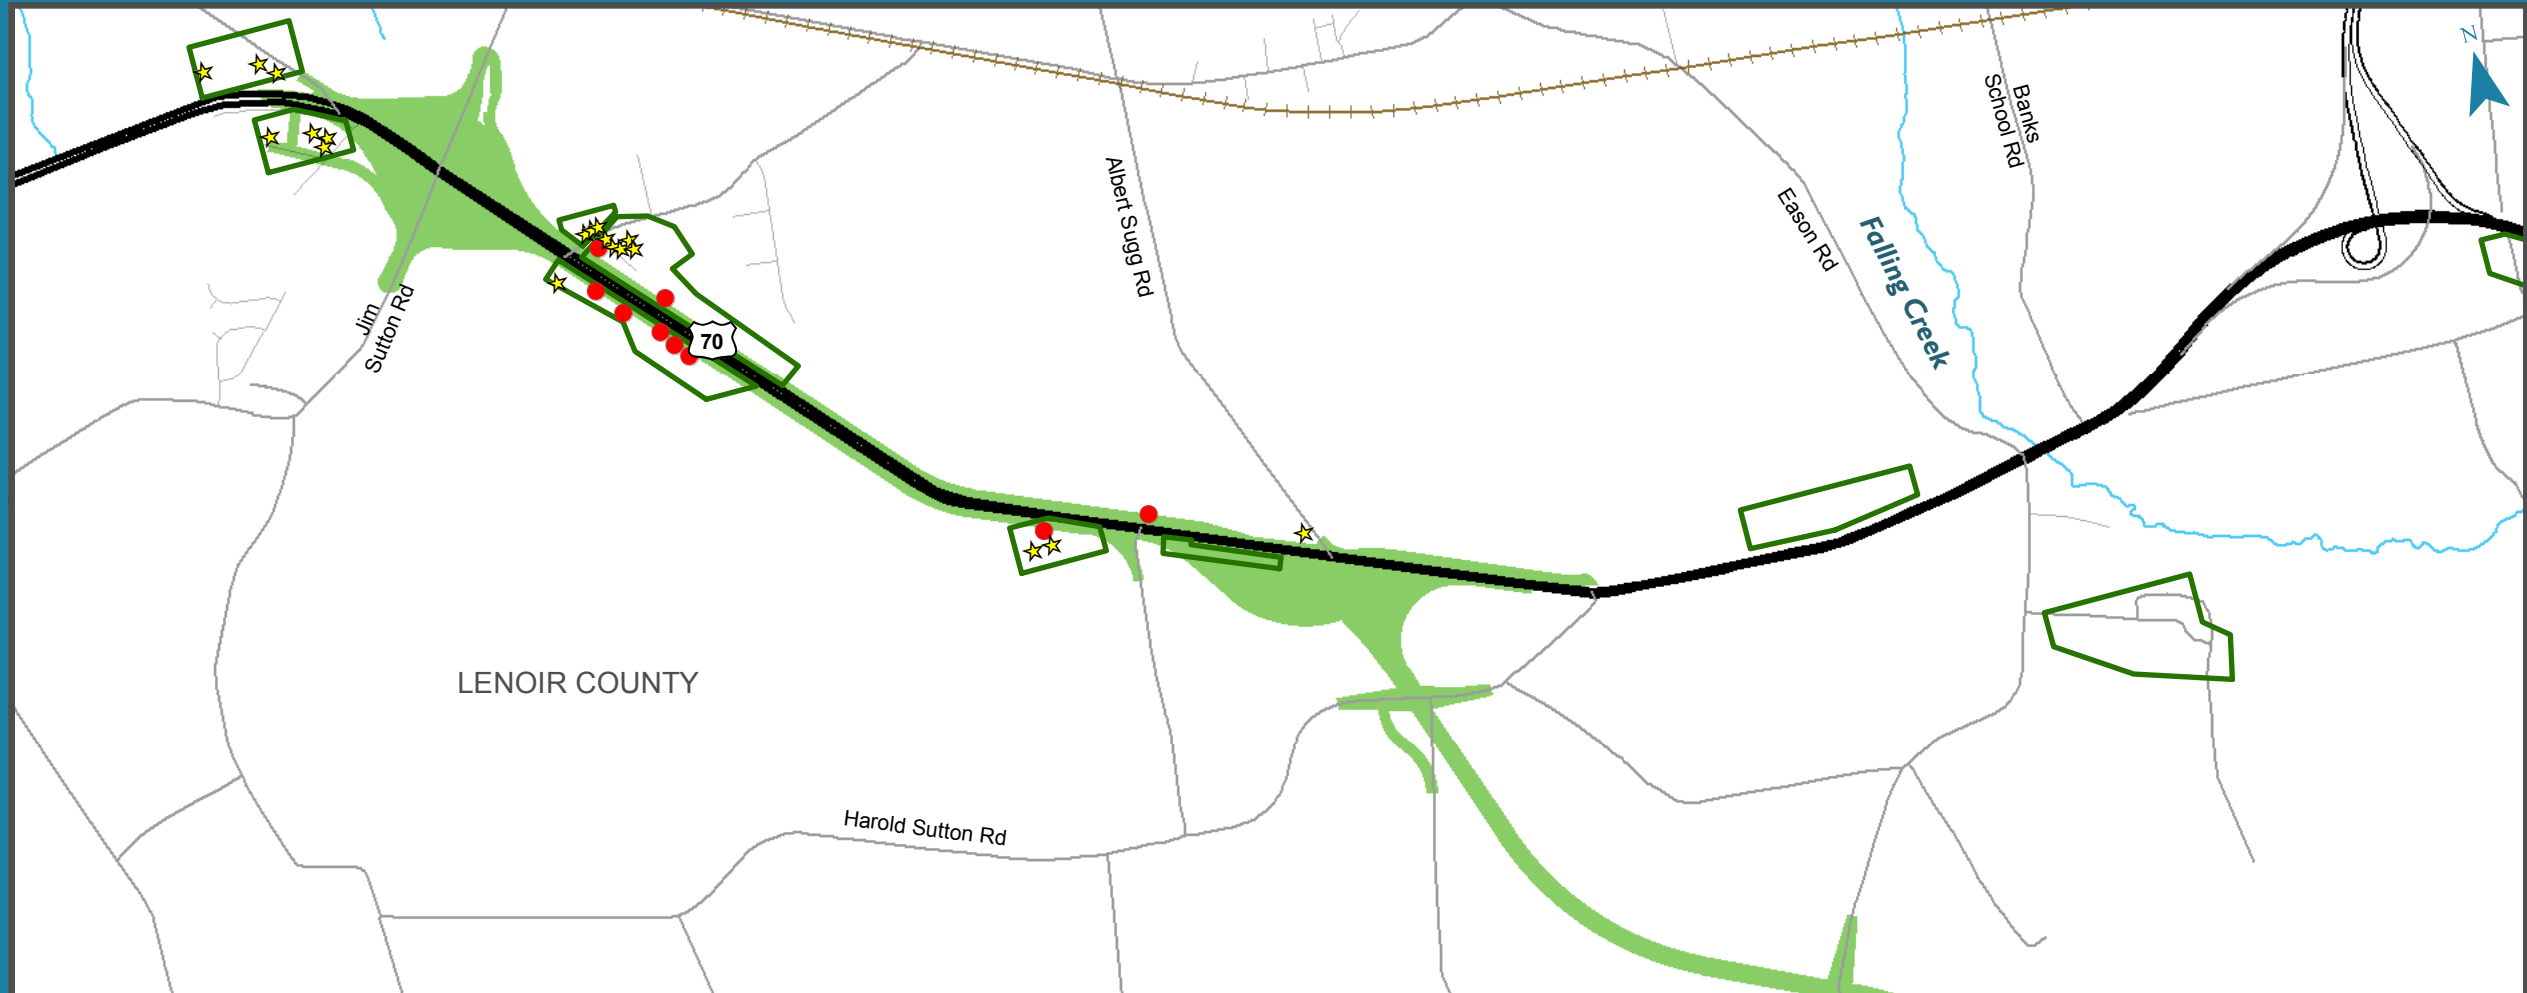 N
Banks
School Rd
Albert Sugg Rd
Eason Rd
Falling Creek
Jim
Sutton Rd
70
LENOIR COUNTY
Harold Sutton Rd